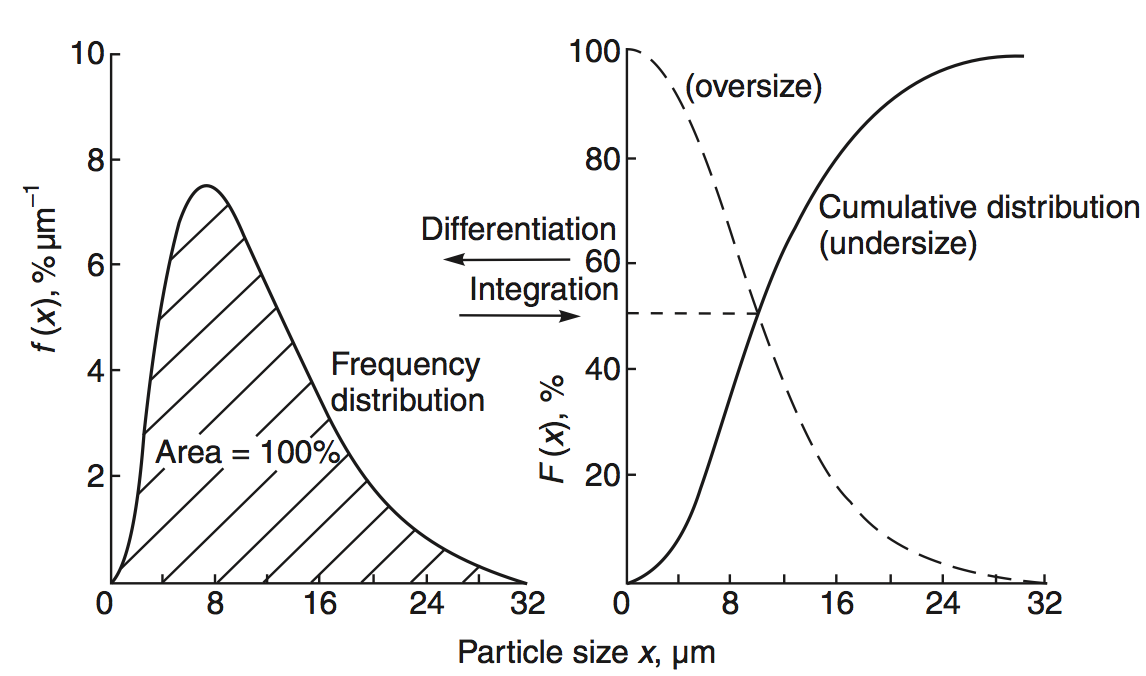 10
8
6
4
2
f (x), % µm⁻¹
Area = 100%
Frequency
distribution
0 8 16 24 32
Differentiation
Integration
100
80
60
40
20
F (x), %
(oversize)
Cumulative distribution
(undersize)
0 8 16 24 32
Particle size x, µm